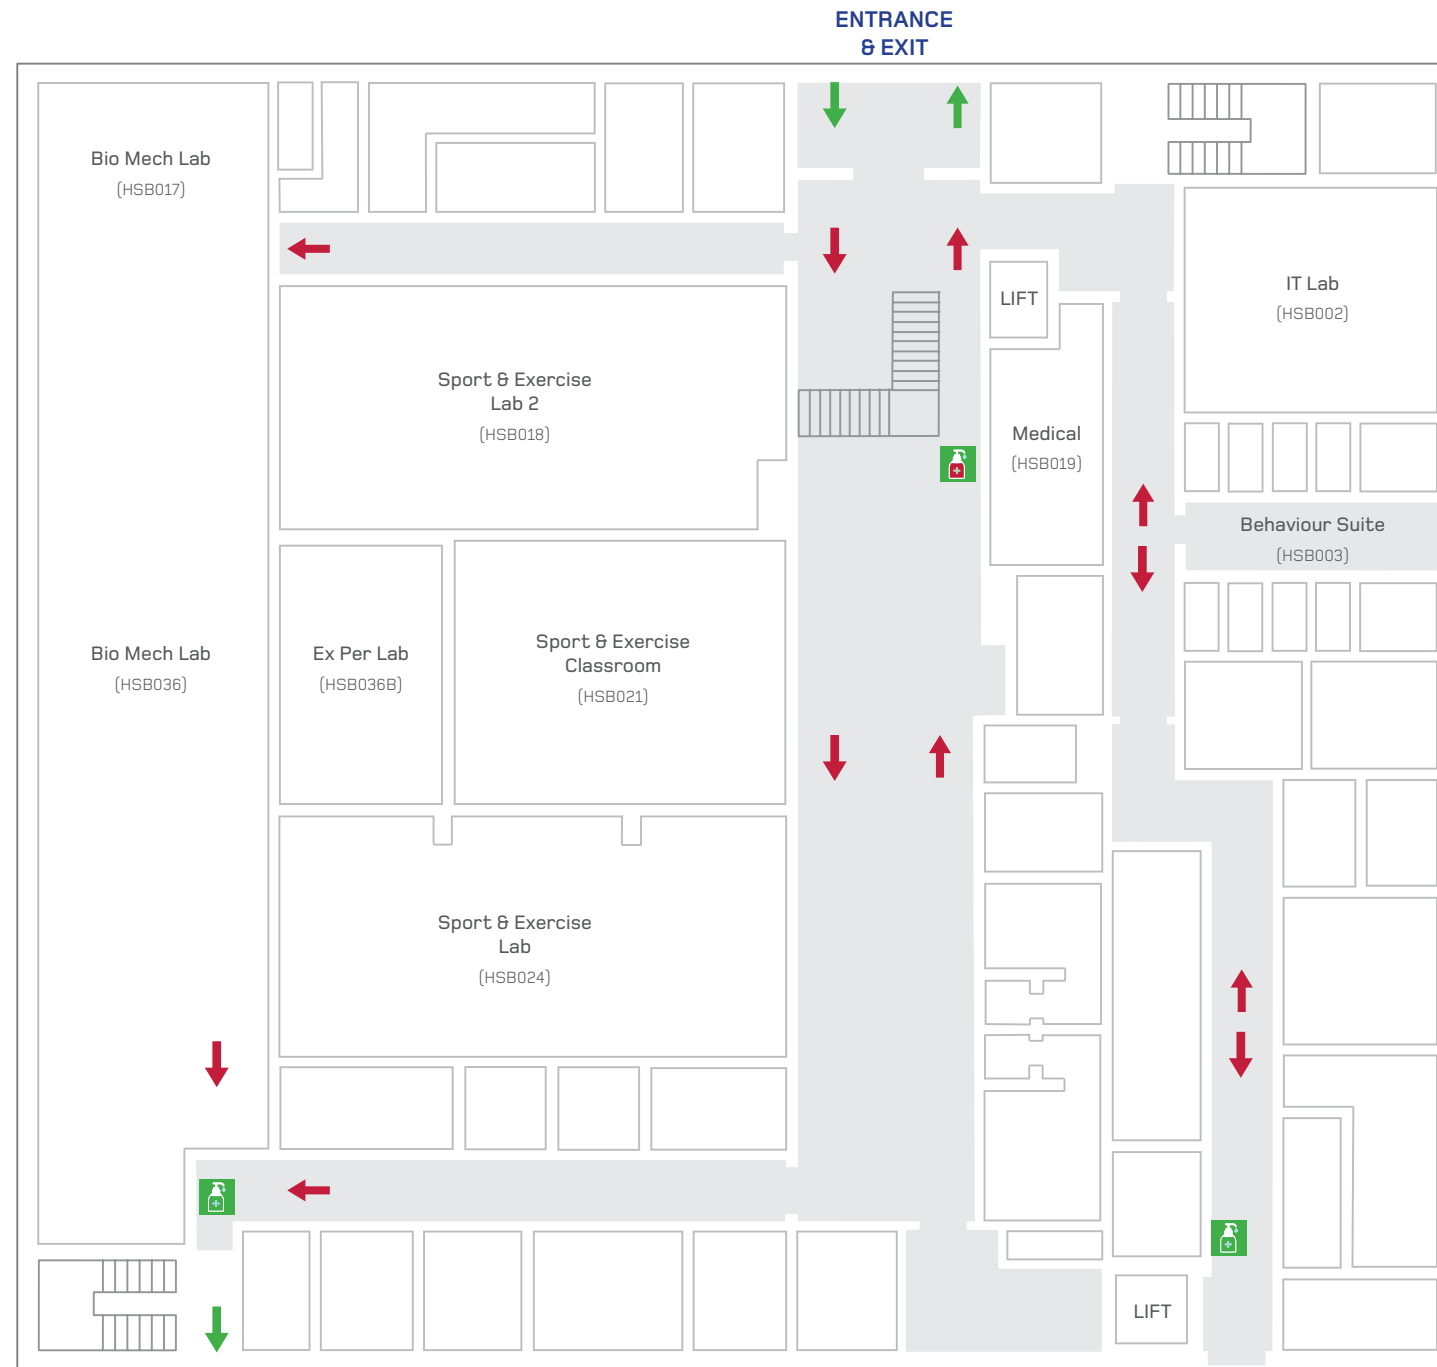 ENTRANCE
& EXIT
Bio Mech Lab
(HSB017)
IT Lab
(HSB002)
LIFT
Sport & Exercise
Lab 2
(HSB018)
Medical
(HSB019)
Behaviour Suite
(HSB003)
Bio Mech Lab
(HSB036)
Ex Per Lab
(HSB036B)
Sport & Exercise
Classroom
(HSB021)
Sport & Exercise
Lab
(HSB024)
LIFT